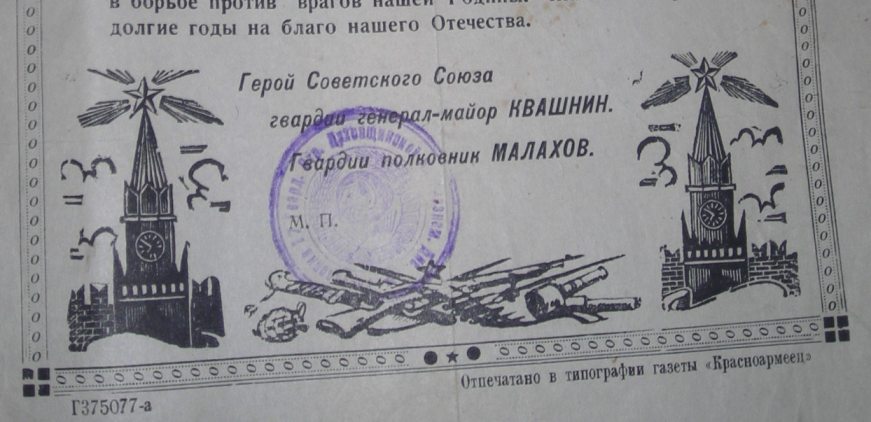 в борьбе против врагов нашей Родины.
долгие годы на благо нашего Отечества.
Герой Советского Союза
гвардии генерал-майор КВАШНИН.
Гвардии полковник МАЛАХОВ.
М. П.
Отпечатано в типографии газеты «Красноармеец»
Г375077-а